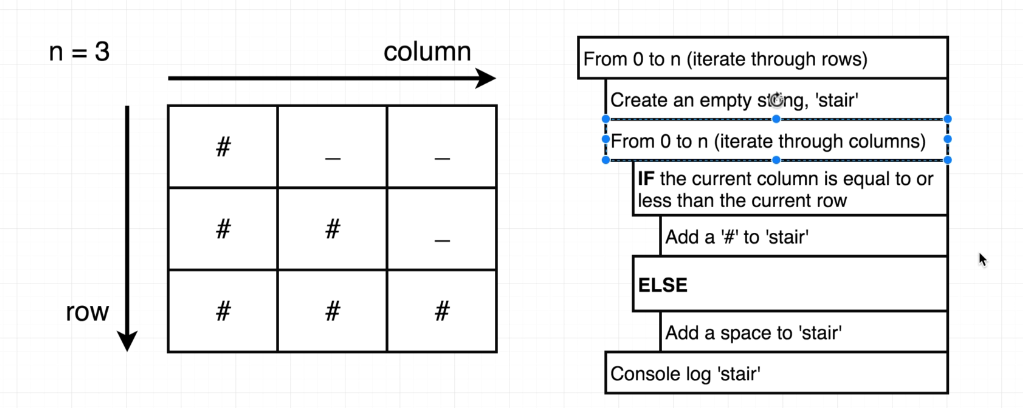 n = 3
column
row
# _ _
# # _
# # #
From 0 to n (iterate through rows)
Create an empty string, 'stair'
From 0 to n (iterate through columns)
IF the current column is equal to or
less than the current row
Add a '#' to 'stair'
ELSE
Add a space to 'stair'
Console log 'stair'